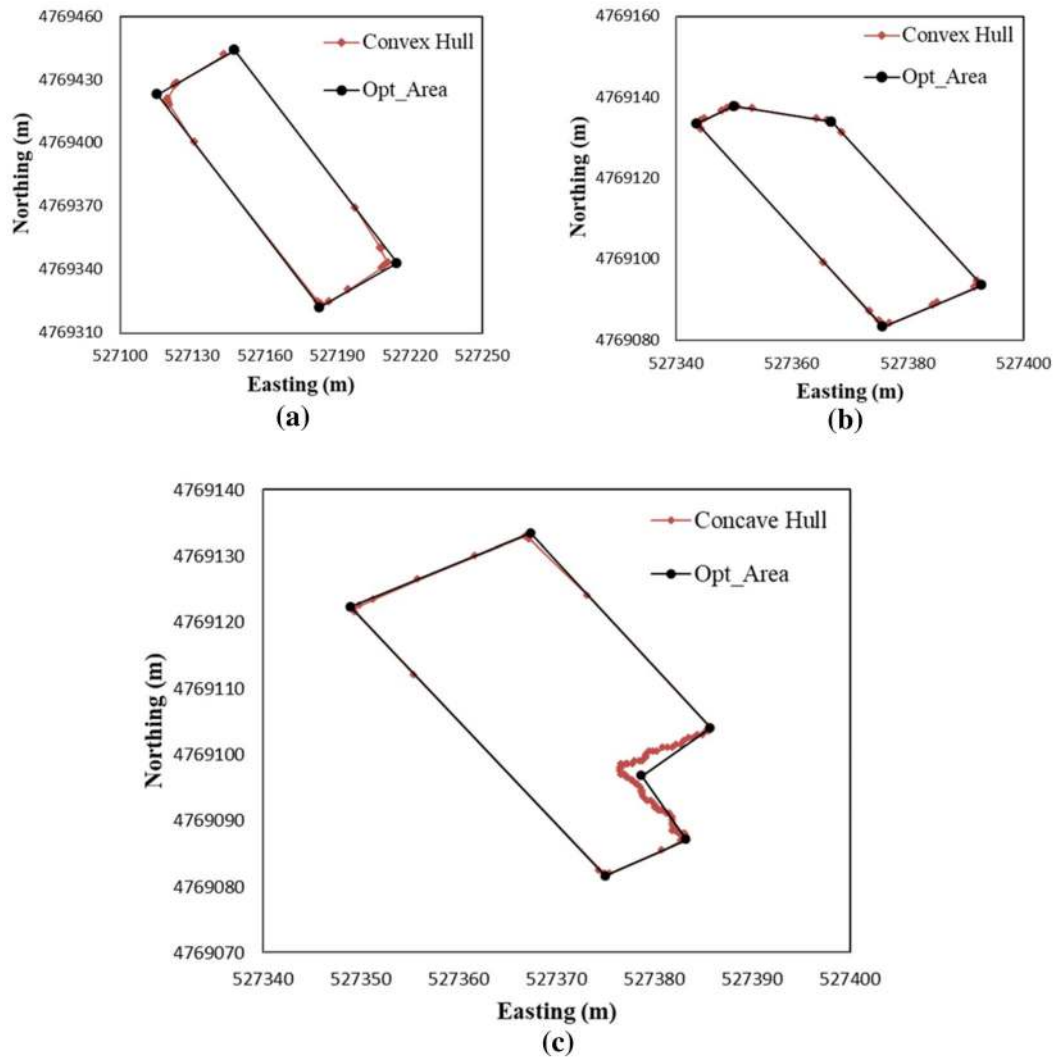 4769460
4769430
4769400
4769370
4769340
4769310
Northing (m)
Convex Hull
Opt_Area
527100 527130 527160 527190 527220 527250
Easting (m)
(a)
4769160
4769140
4769120
4769100
4769080
Northing (m)
Convex Hull
Opt_Area
527340 527360 527380 527400
Easting (m)
(b)
4769140
4769130
4769120
4769110
4769100
4769090
4769080
4769070
Northing (m)
Concave Hull
Opt_Area
527340 527350 527360 527370 527380 527390 527400
Easting (m)
(c)